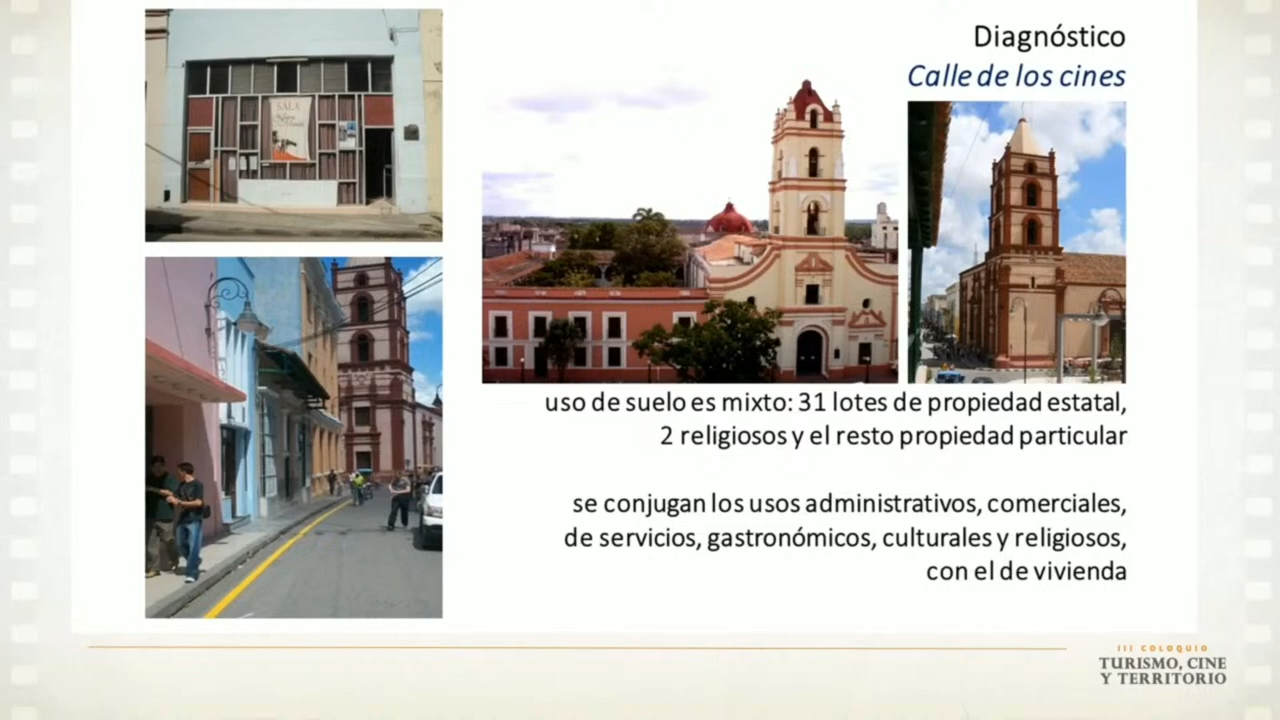 Diagnóstico
Calle de los cines
SALA
uso de suelo es mixto: 31 lotes de propiedad estatal,
2 religiosos y el resto propiedad particular
se conjugan los usos administrativos, comerciales,
de servicios, gastronómicos, culturales y religiosos,
con el de vivienda
III COLOQUIO
TURISMO, CINE
Y TERRITORIO